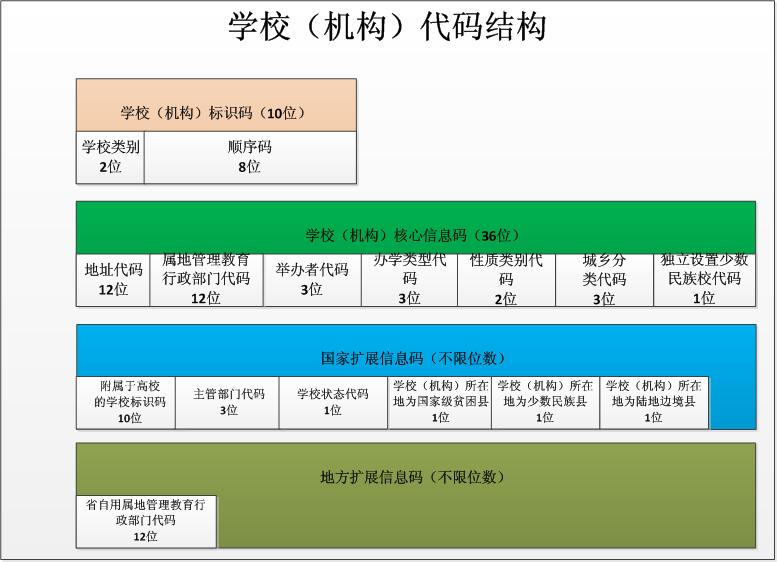 学校（机构）代码结构
学校（机构）标识码（10位）
学校类别
2位
顺序码
8位
学校（机构）核心信息码（36位）
地址代码
12位
属地管理教育
行政部门代码
12位
举办者代码
3位
办学类型代
码
3位
性质类别代
码
2位
城乡分
类代码
3位
独立设置少数
民族校代码
1位
国家扩展信息码（不限位数）
附属于高校
的学校标识码
10位
主管部门代码
3位
学校状态代码
1位
学校（机构）所在
地为国家级贫困县
1位
学校（机构）所在
地为少数民族县
1位
学校（机构）所在
地为陆地边境县
1位
地方扩展信息码（不限位数）
省自用属地管理教育行
政部门代码
12位